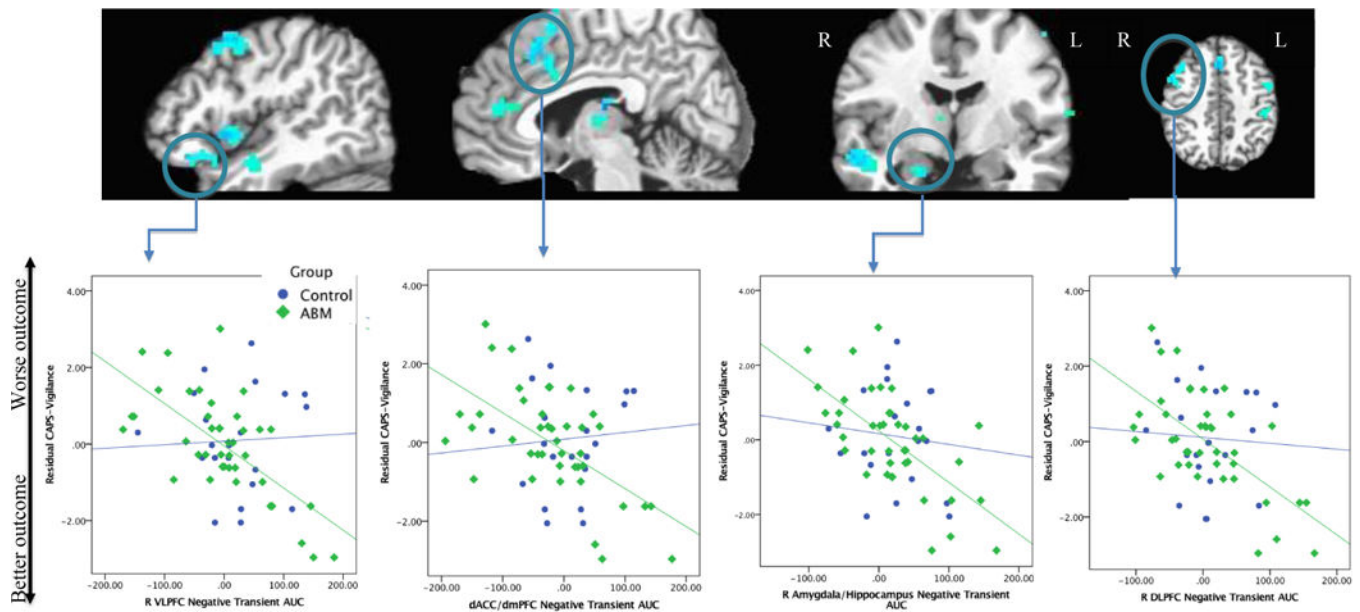 R
L
R
L
Worse outcome
Better outcome
Group
Control
ABM
Residual CAPS-Vigilance
4.00
2.00
.00
-2.00
-200.00 -100.00 .00 100.00 200.00
R VLPFC Negative Transient AUC
Residual CAPS-Vigilance
4.00
2.00
.00
-2.00
-200.00 -100.00 .00 100.00 200.00
dACC/dmPFC Negative Transient AUC
Residual CAPS-Vigilance
4.00
2.00
.00
-2.00
-100.00 .00 100.00 200.00
R Amygdala/Hippocampus Negative Transient
AUC
Residual CAPS-Vigilance
4.00
2.00
.00
-2.00
-100.00 .00 100.00 200.00
R DLPFC Negative Transient AUC